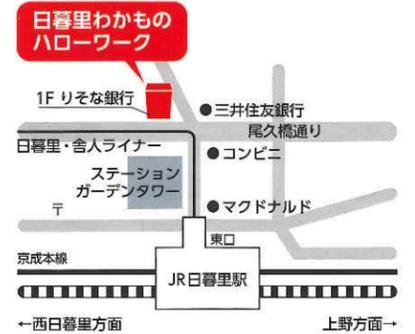 日暮里わかもの
ハローワーク
1F りそな銀行
●三井住友銀行
尾久橋通り
日暮里・舎人ライナー
●コンビニ
ステーション
ガーデンタワー
〒
●マクドナルド
東口
京成本線
JR日暮里駅
←西日暮里方面
上野方面→